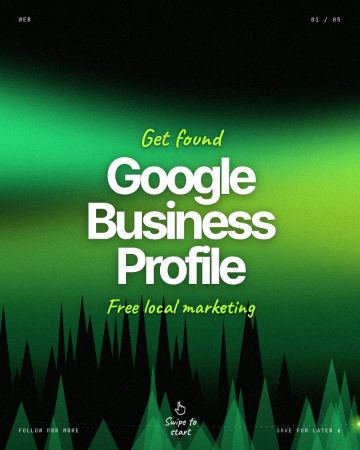 WEB
01 / 05
Get found
Google
Business
Profile
Free local marketing
Swipe to
start
FOLLOW FOR MORE
SAVE FOR LATER